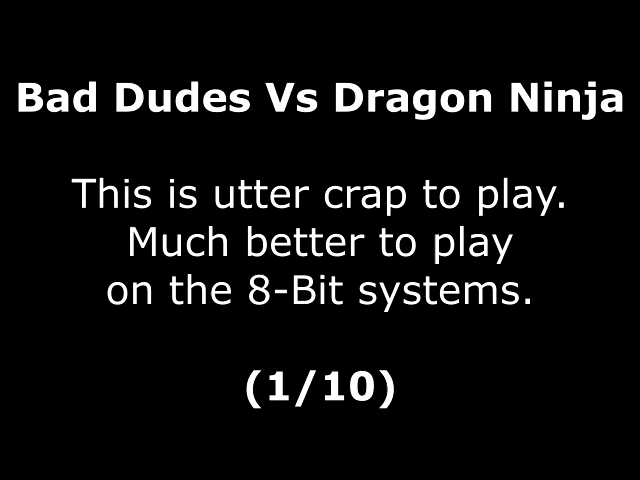 Bad Dudes Vs Dragon Ninja
This is utter crap to play.
Much better to play
on the 8-Bit systems.
(1/10)